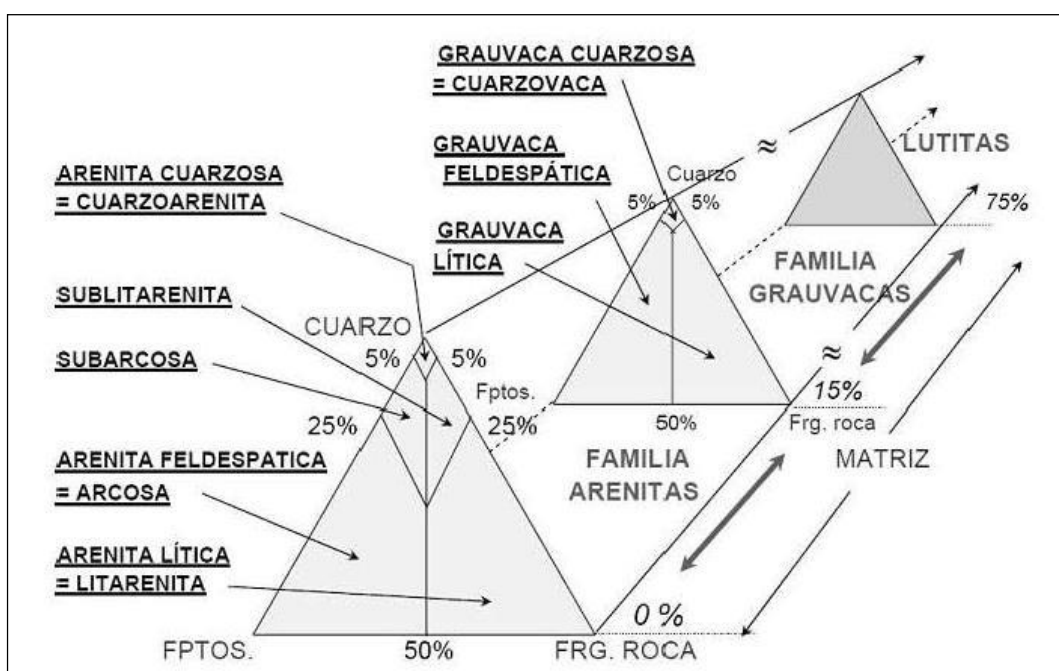 GRAUVACA CUARZOSA
= CUARZOVACA
GRAUVACA
FELDESPÁTICA
GRAUVACA
LÍTICA
Cuarzo
5%
5%
≈
LUTITAS
75%
FAMILIA
GRAUVACAS
≈
15%
50%
Frg. roca
MATRIZ
ARENITA CUARZOSA
= CUARZOARENITA
SUBLITARENITA
SUBARCOSA
ARENITA FELDESPATICA
= ARCOSA
ARENITA LÍTICA
= LITARENITA
CUARZO
5%
5%
Fptos.
25%
25%
FAMILIA
ARENITAS
0 %
FPTOS.
50%
FRG. ROCA